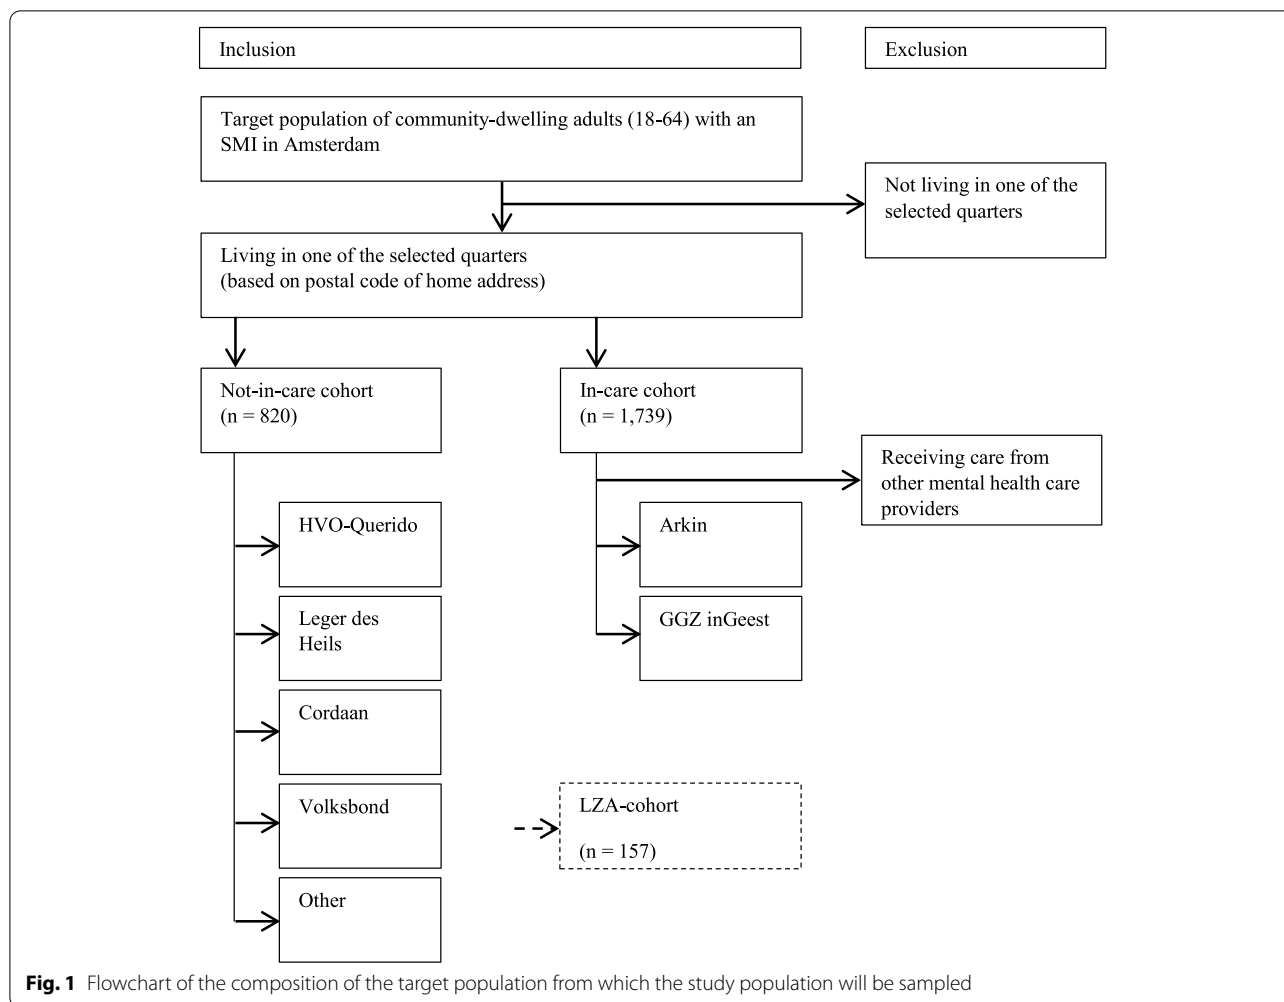 Inclusion
Exclusion
Target population of community-dwelling adults (18-64) with an
SMI in Amsterdam
Not living in one of the
selected quarters
Living in one of the selected quarters
(based on postal code of home address)
Not-in-care cohort
(n = 820)
In-care cohort
(n = 1,739)
Receiving care from
other mental health care
providers
HVO-Querido
Arkin
Leger des
Heils
GGZ inGeest
Cordaan
Volksbond
LZA-cohort
(n = 157)
Other
Fig. 1 Flowchart of the composition of the target population from which the study population will be sampled